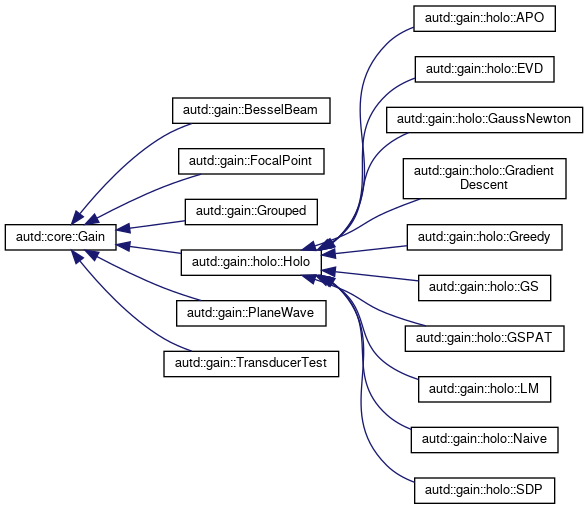 autd::core::Gain
autd::gain::BesselBeam
autd::gain::FocalPoint
autd::gain::Grouped
autd::gain::holo::Holo
autd::gain::PlaneWave
autd::gain::TransducerTest
autd::gain::holo::APO
autd::gain::holo::EVD
autd::gain::holo::GaussNewton
autd::gain::holo::Gradient
Descent
autd::gain::holo::Greedy
autd::gain::holo::GS
autd::gain::holo::GSPAT
autd::gain::holo::LM
autd::gain::holo::Naive
autd::gain::holo::SDP